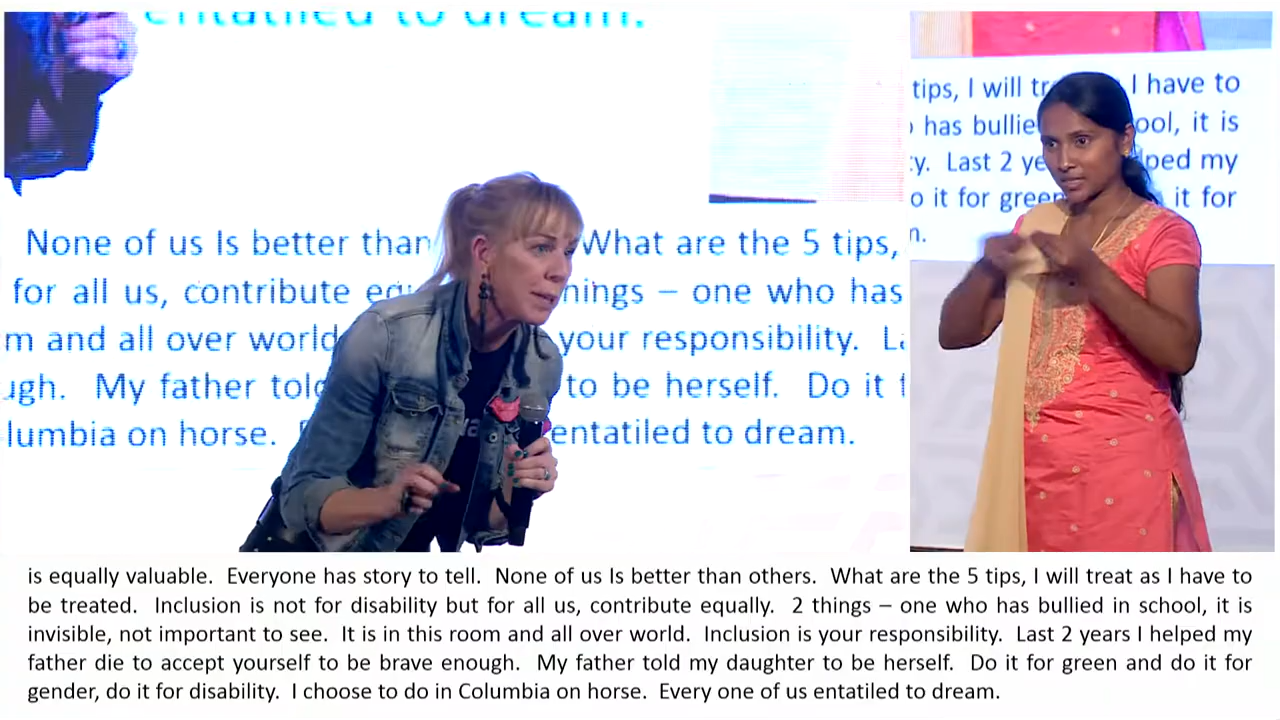 entatiled to dream.
None of us Is better than What are the 5 tips,
for all us, contribute equ nings – one who has
m and all over world your responsibility. La
ugh. My father told to be herself. Do it f
lumbia on horse. entatiled to dream.
tips, I will tr I have to
has bullie ool, it is
y. Last 2 ye lped my
o it for green it for
m.
is equally valuable. Everyone has story to tell. None of us Is better than others. What are the 5 tips, I will treat as I have to
be treated. Inclusion is not for disability but for all us, contribute equally. 2 things – one who has bullied in school, it is
invisible, not important to see. It is in this room and all over world. Inclusion is your responsibility. Last 2 years I helped my
father die to accept yourself to be brave enough. My father told my daughter to be herself. Do it for green and do it for
gender, do it for disability. I choose to do in Columbia on horse. Every one of us entatiled to dream.